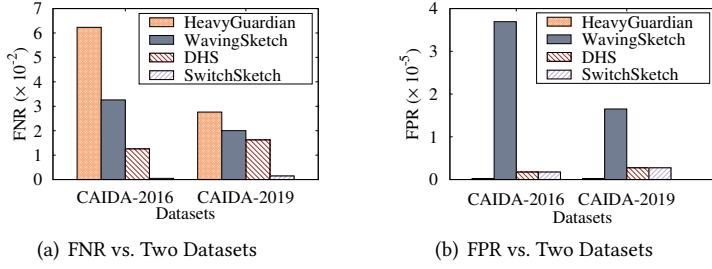 7
6
5
4
3
2
1
0
FNR (× 10⁻²)
HeavyGuardian
WavingSketch
DHS
SwitchSketch
CAIDA-2016 CAIDA-2019
Datasets
(a) FNR vs. Two Datasets
4
3
2
1
0
FPR (× 10⁻⁵)
HeavyGuardian
WavingSketch
DHS
SwitchSketch
CAIDA-2016 CAIDA-2019
Datasets
(b) FPR vs. Two Datasets